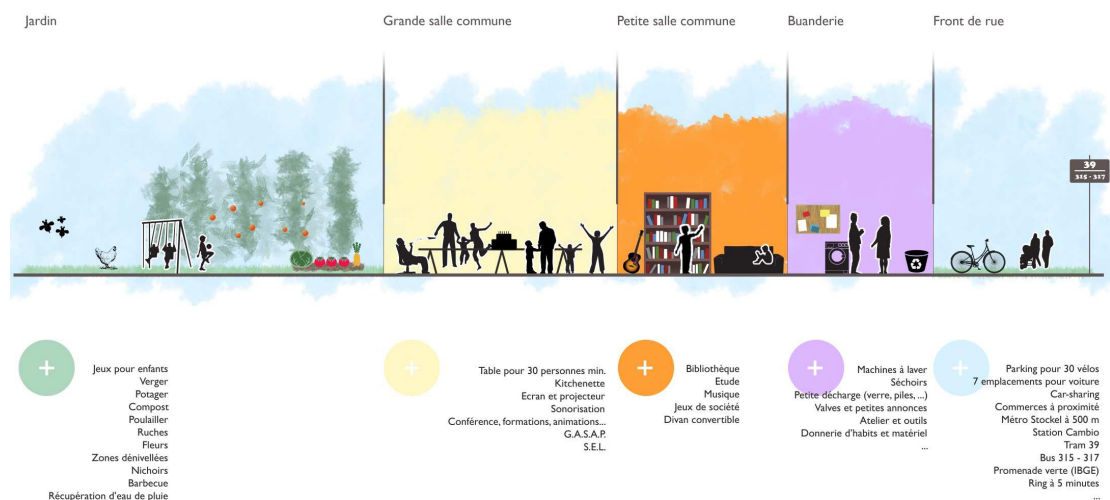 Jardin
Grande salle commune
Petite salle commune
Buanderie
Front de rue
39
315 - 317
Jeux pour enfants
Verger
Potager
Compost
Poulailler
Ruches
Fleurs
Zones dénivellées
Nichoirs
Barbecue
Récupération d'eau de pluie
Table pour 30 personnes min.
Kitchenette
Ecran et projecteur
Sonorisation
Conférence, formations, animations...
G.A.S.A.P.
S.E.L.
Bibliothèque
Etude
Musique
Jeux de société
Divan convertible
Machines à laver
Séchoirs
Petite décharge (verre, piles, ...)
Valves et petites annonces
Atelier et outils
Donnerie d'habits et matériel
...
Parking pour 30 vélos
7 emplacements pour voiture
Car-sharing
Commerces à proximité
Métro Stockel à 500 m
Station Cambio
Tram 39
Bus 315 - 317
Promenade verte (IBGE)
Ring à 5 minutes
...